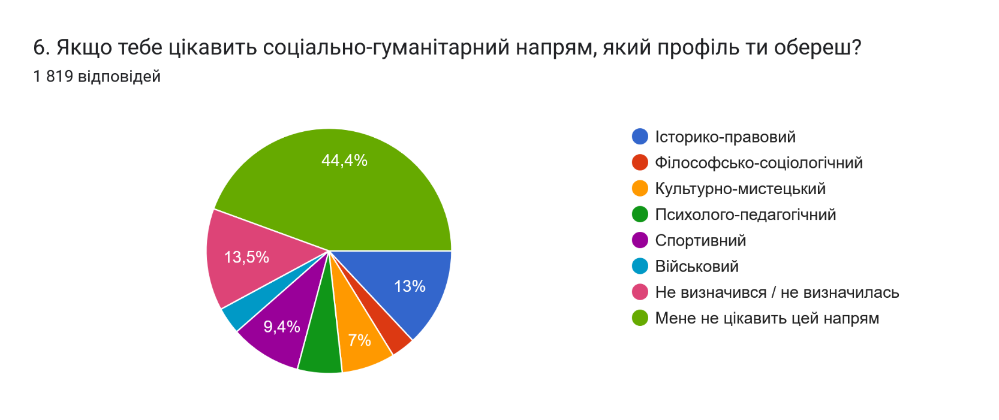 6. Якщо тебе цікавить соціально-гуманітарний напрям, який профіль ти обереш?
1 819 відповідей
44,4%
13,5%
13%
9,4%
7%
Історико-правовий
Філософсько-соціологічний
Культурно-мистецький
Психолого-педагогічний
Спортивний
Військовий
Не визначився / не визначилась
Мене не цікавить цей напрям